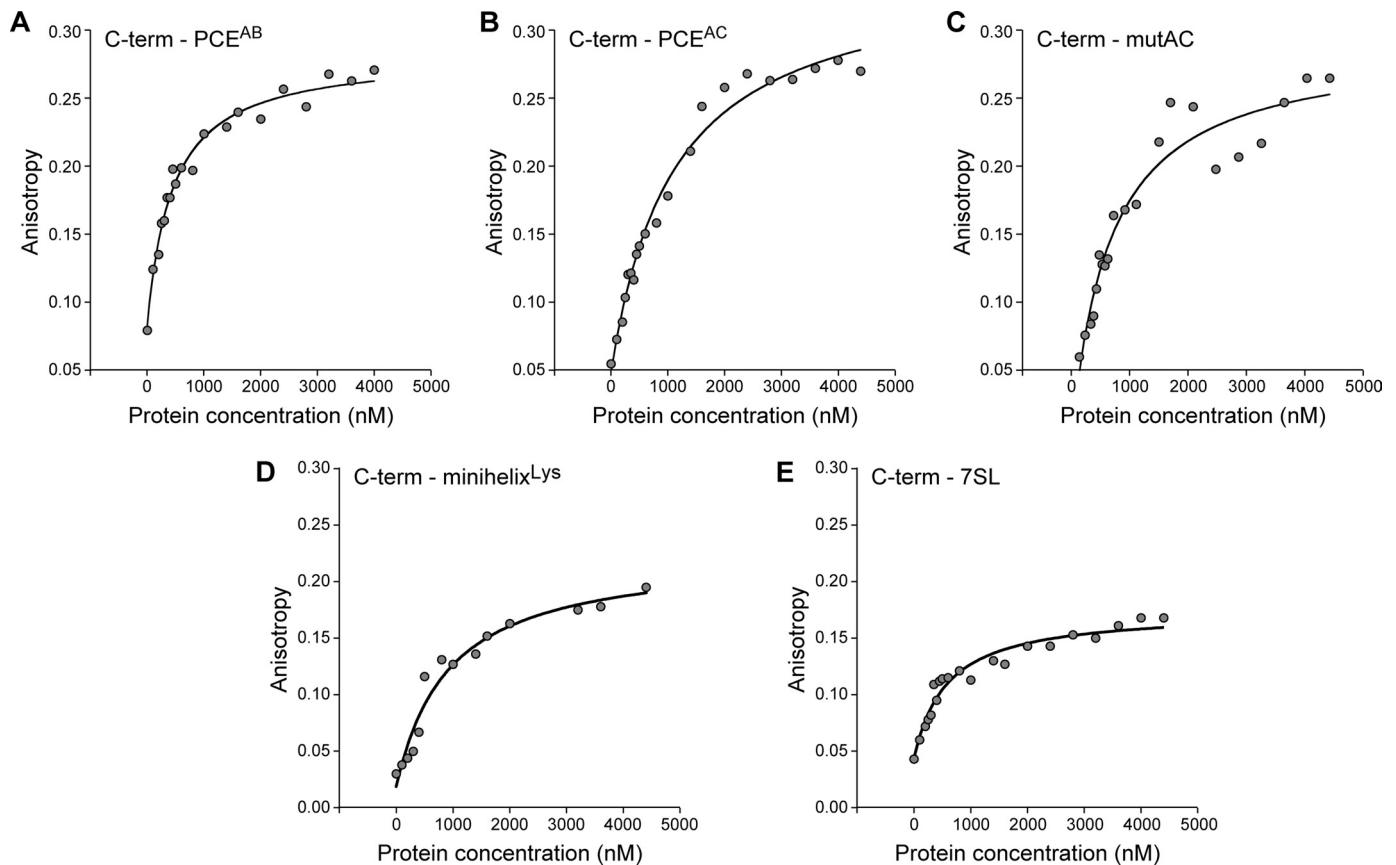 A
C-term - PCEAB
0.30
0.25
0.20
0.15
0.10
0.05
Anisotropy
0 1000 2000 3000 4000 5000
Protein concentration (nM)
B
C-term - PCEAC
0.30
0.25
0.20
0.15
0.10
0.05
Anisotropy
0 1000 2000 3000 4000 5000
Protein concentration (nM)
C
C-term - mutAC
0.30
0.25
0.20
0.15
0.10
0.05
Anisotropy
0 1000 2000 3000 4000 5000
Protein concentration (nM)
D
C-term - minihelixLys
0.30
0.25
0.20
0.15
0.10
0.05
0.00
Anisotropy
0 1000 2000 3000 4000 5000
Protein concentration (nM)
E
C-term - 7SL
0.30
0.25
0.20
0.15
0.10
0.05
0.00
Anisotropy
0 1000 2000 3000 4000 5000
Protein concentration (nM)